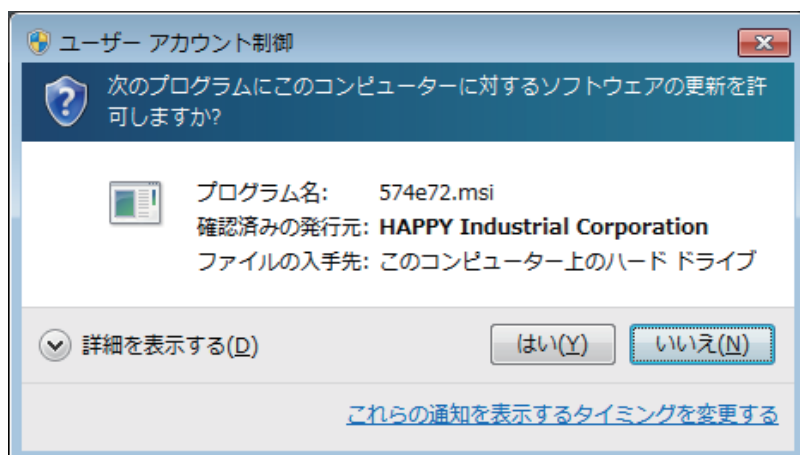 ユーザー アカウント制御
次のプログラムにこのコンピューターに対するソフトウェアの更新を許
可しますか?
プログラム名: 574e72.msi
確認済みの発行元: HAPPY Industrial Corporation
ファイルの入手先: このコンピューター上のハード ドライブ
詳細を表示する(D) はい(Y) いいえ(N)
これらの通知を表示するタイミングを変更する